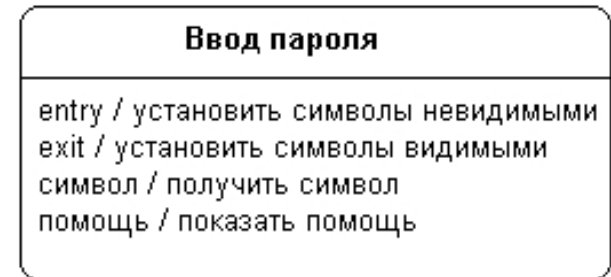 Ввод пароля
entry / установить символы невидимыми
exit / установить символы видимыми
символ / получить символ
помощь / показать помощь